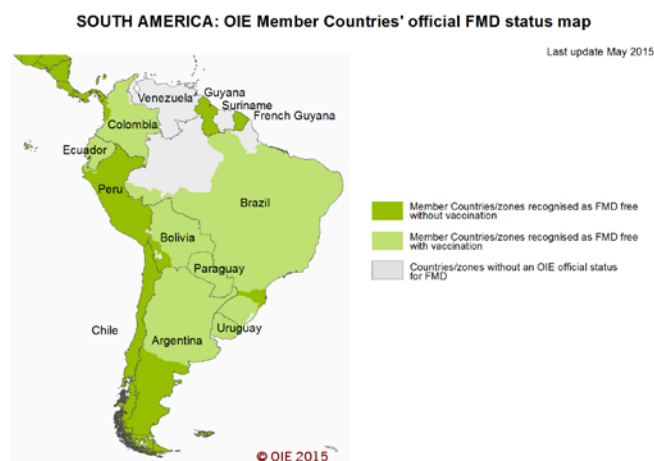 SOUTH AMERICA: OIE Member Countries' official FMD status map
Last update May 2015
Venezuela
Guyana
Suriname
French Guyana
Colombia
Ecuador
Peru
Brazil
Bolivia
Paraguay
Chile
Argentina
Uruguay
Member Countries/zones recognised as FMD free
without vaccination
Member Countries/zones recognised as FMD free
with vaccination
Countries/zones without an OIE official status
for FMD
© OIE 2015